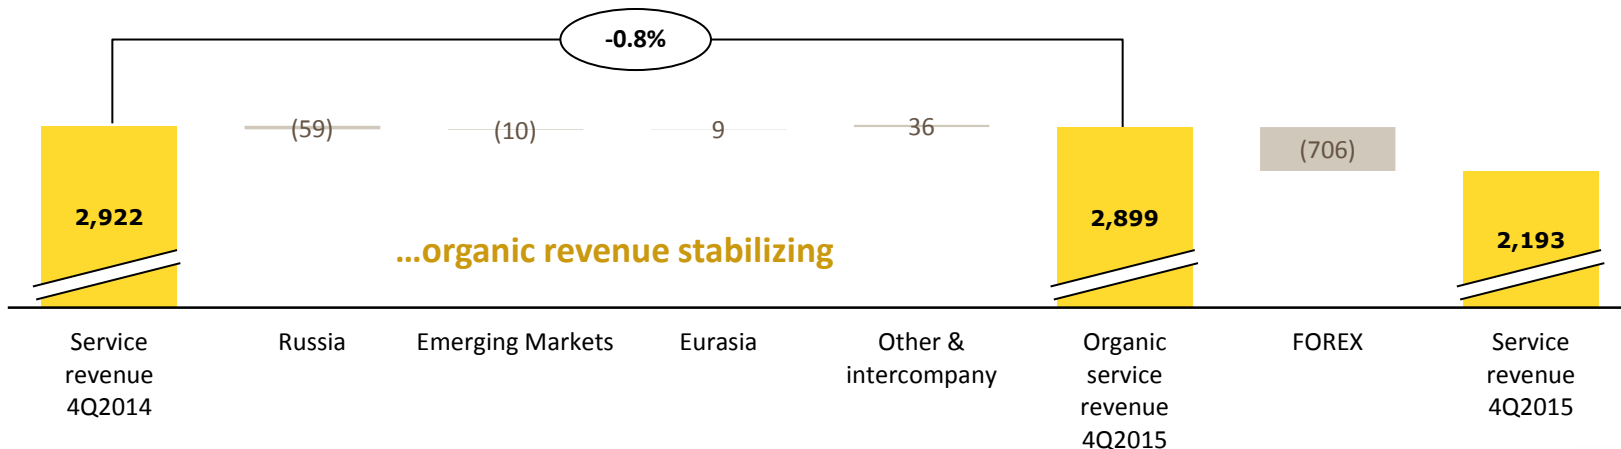 -0.8%
(59)
(10)
9
36
(706)
2,922
2,899
2,193
...organic revenue stabilizing
Service
revenue
4Q2014
Russia
Emerging Markets
Eurasia
Other &
intercompany
Organic
service
revenue
4Q2015
FOREX
Service
revenue
4Q2015